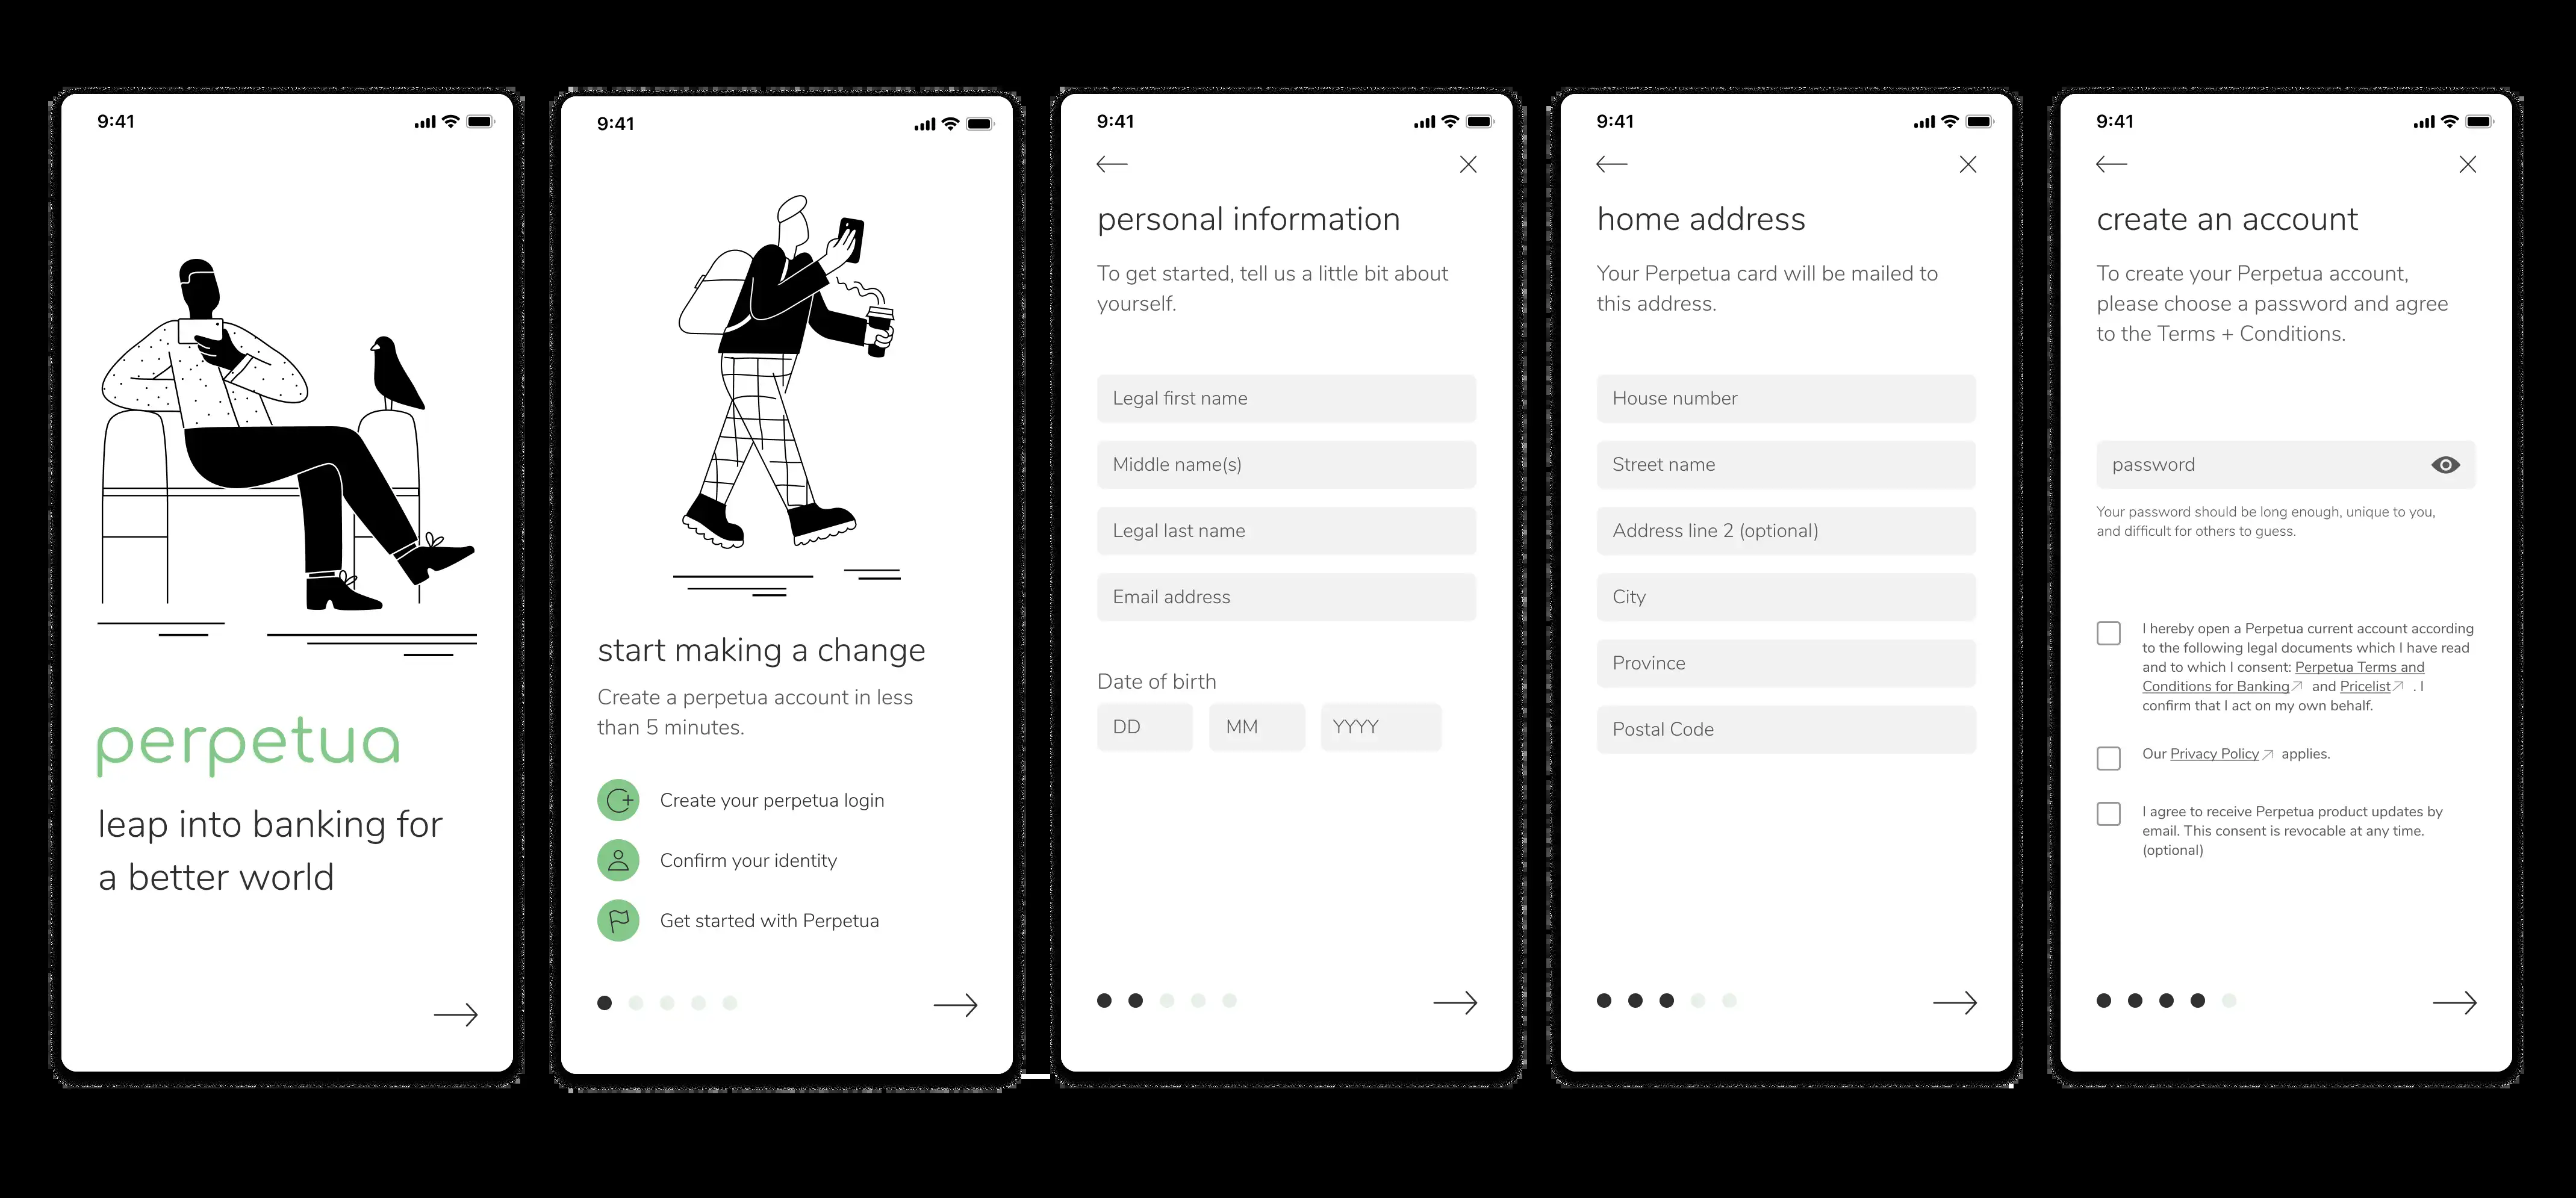 9:41
perpetua
leap into banking for
a better world
9:41
start making a change
Create a perpetua account in less
than 5 minutes.
Create your perpetua login
Confirm your identity
Get started with Perpetua
9:41
personal information
To get started, tell us a little bit about
yourself.
Legal first name
Middle name(s)
Legal last name
Email address
Date of birth
DD MM YYYY
9:41
home address
Your Perpetua card will be mailed to
this address.
House number
Street name
Address line 2 (optional)
City
Province
Postal Code
9:41
create an account
To create your Perpetua account,
please choose a password and agree
to the Terms + Conditions.
password
Your password should be long enough, unique to you,
and difficult for others to guess.
I hereby open a Perpetua current account according
to the following legal documents which I have read
and to which I consent: Perpetua Terms and
Conditions for Banking and Pricelist . I
confirm that I act on my own behalf.
Our Privacy Policy applies.
I agree to receive Perpetua product updates by
email. This consent is revocable at any time.
(optional)